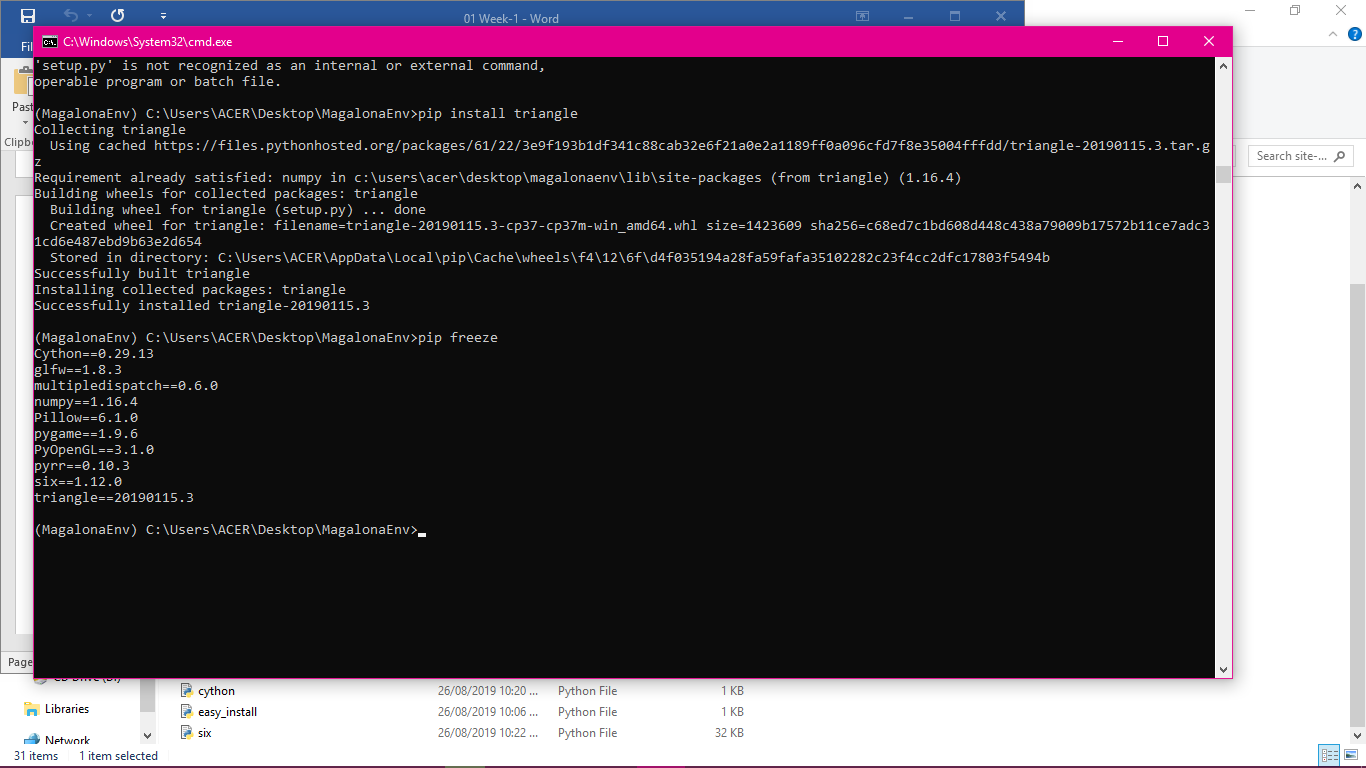 01 Week-1 - Word
C:\Windows\System32\cmd.exe
'setup.py' is not recognized as an internal or external command,
operable program or batch file.
(MagalonaEnv) C:\Users\ACER\Desktop\MagalonaEnv>pip install triangle
Collecting triangle
Using cached https://files.pythonhosted.org/packages/61/22/3e9f193b1df341c88cab32e6f21a0e2a1189ff0a096cfd7f8e35004fffdd/triangle-20190115.3.tar.g
z
Requirement already satisfied: numpy in c:\users\acer\desktop\magalonaenv\lib\site-packages (from triangle) (1.16.4)
Building wheels for collected packages: triangle
Building wheel for triangle (setup.py) ... done
Created wheel for triangle: filename=triangle-20190115.3-cp37-cp37m-win_amd64.whl size=1423609 sha256=c68ed7c1bd608d448c438a79009b17572b11ce7adc3
1cd6e487ebd9b63e2d654
Stored in directory: C:\Users\ACER\AppData\Local\pip\Cache\wheels\f4\12\6f\d4f035194a28fa59fafa35102282c23f4cc2dfc17803f5494b
Successfully built triangle
Installing collected packages: triangle
Successfully installed triangle-20190115.3
(MagalonaEnv) C:\Users\ACER\Desktop\MagalonaEnv>pip freeze
Cython==0.29.13
glfw==1.8.3
multipledispatch==0.6.0
numpy==1.16.4
Pillow==6.1.0
pygame==1.9.6
PyOpenGL==3.1.0
pyrr==0.10.3
six==1.12.0
triangle==20190115.3
(MagalonaEnv) C:\Users\ACER\Desktop\MagalonaEnv>
Fil
Past
Clipb
Search site-...
Page
Libraries
Network
cython 26/08/2019 10:20 ... Python File 1 KB
easy_install 26/08/2019 10:06 ... Python File 1 KB
six 26/08/2019 10:22 ... Python File 32 KB
31 items 1 item selected